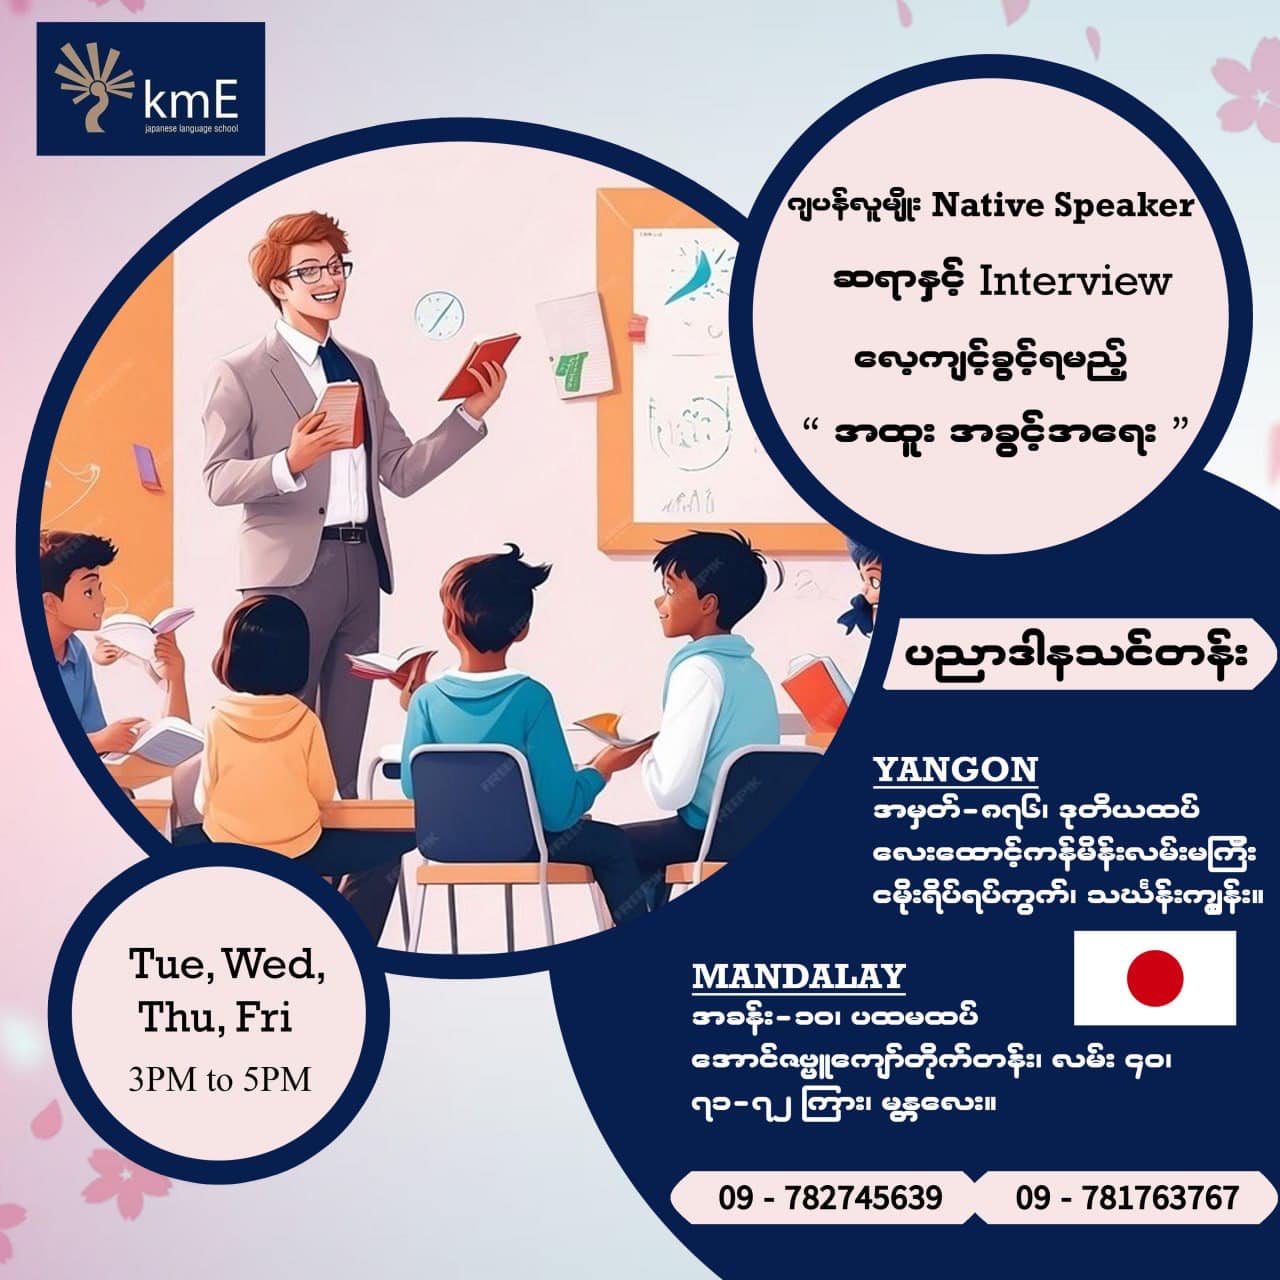 kmE
japanese language school
ဂျပန်လူမျိုး Native Speaker
ဆရာနှင့် Interview
လေ့ကျင့်ခွင့်ရမည့်
“ အထူး အခွင့်အရေး ”
ပညာဒါနသင်တန်း
YANGON
အမှတ်-၈၇၆၊ ဒုတိယထပ်
လေးထောင့်ကန်မိန်းလမ်းမကြီး
ငမိုးရိပ်ရပ်ကွက်၊ သင်္ဃန်းကျွန်း။
MANDALAY
အခန်း-၁၀၊ ပထမထပ်
အောင်ဇမ္ဗူကျော်တိုက်တန်း၊ လမ်း ၄၀၊
၇၁-၇၂ ကြား၊ မန္တလေး။
Tue, Wed,
Thu, Fri
3PM to 5PM
09 - 782745639
09 - 781763767